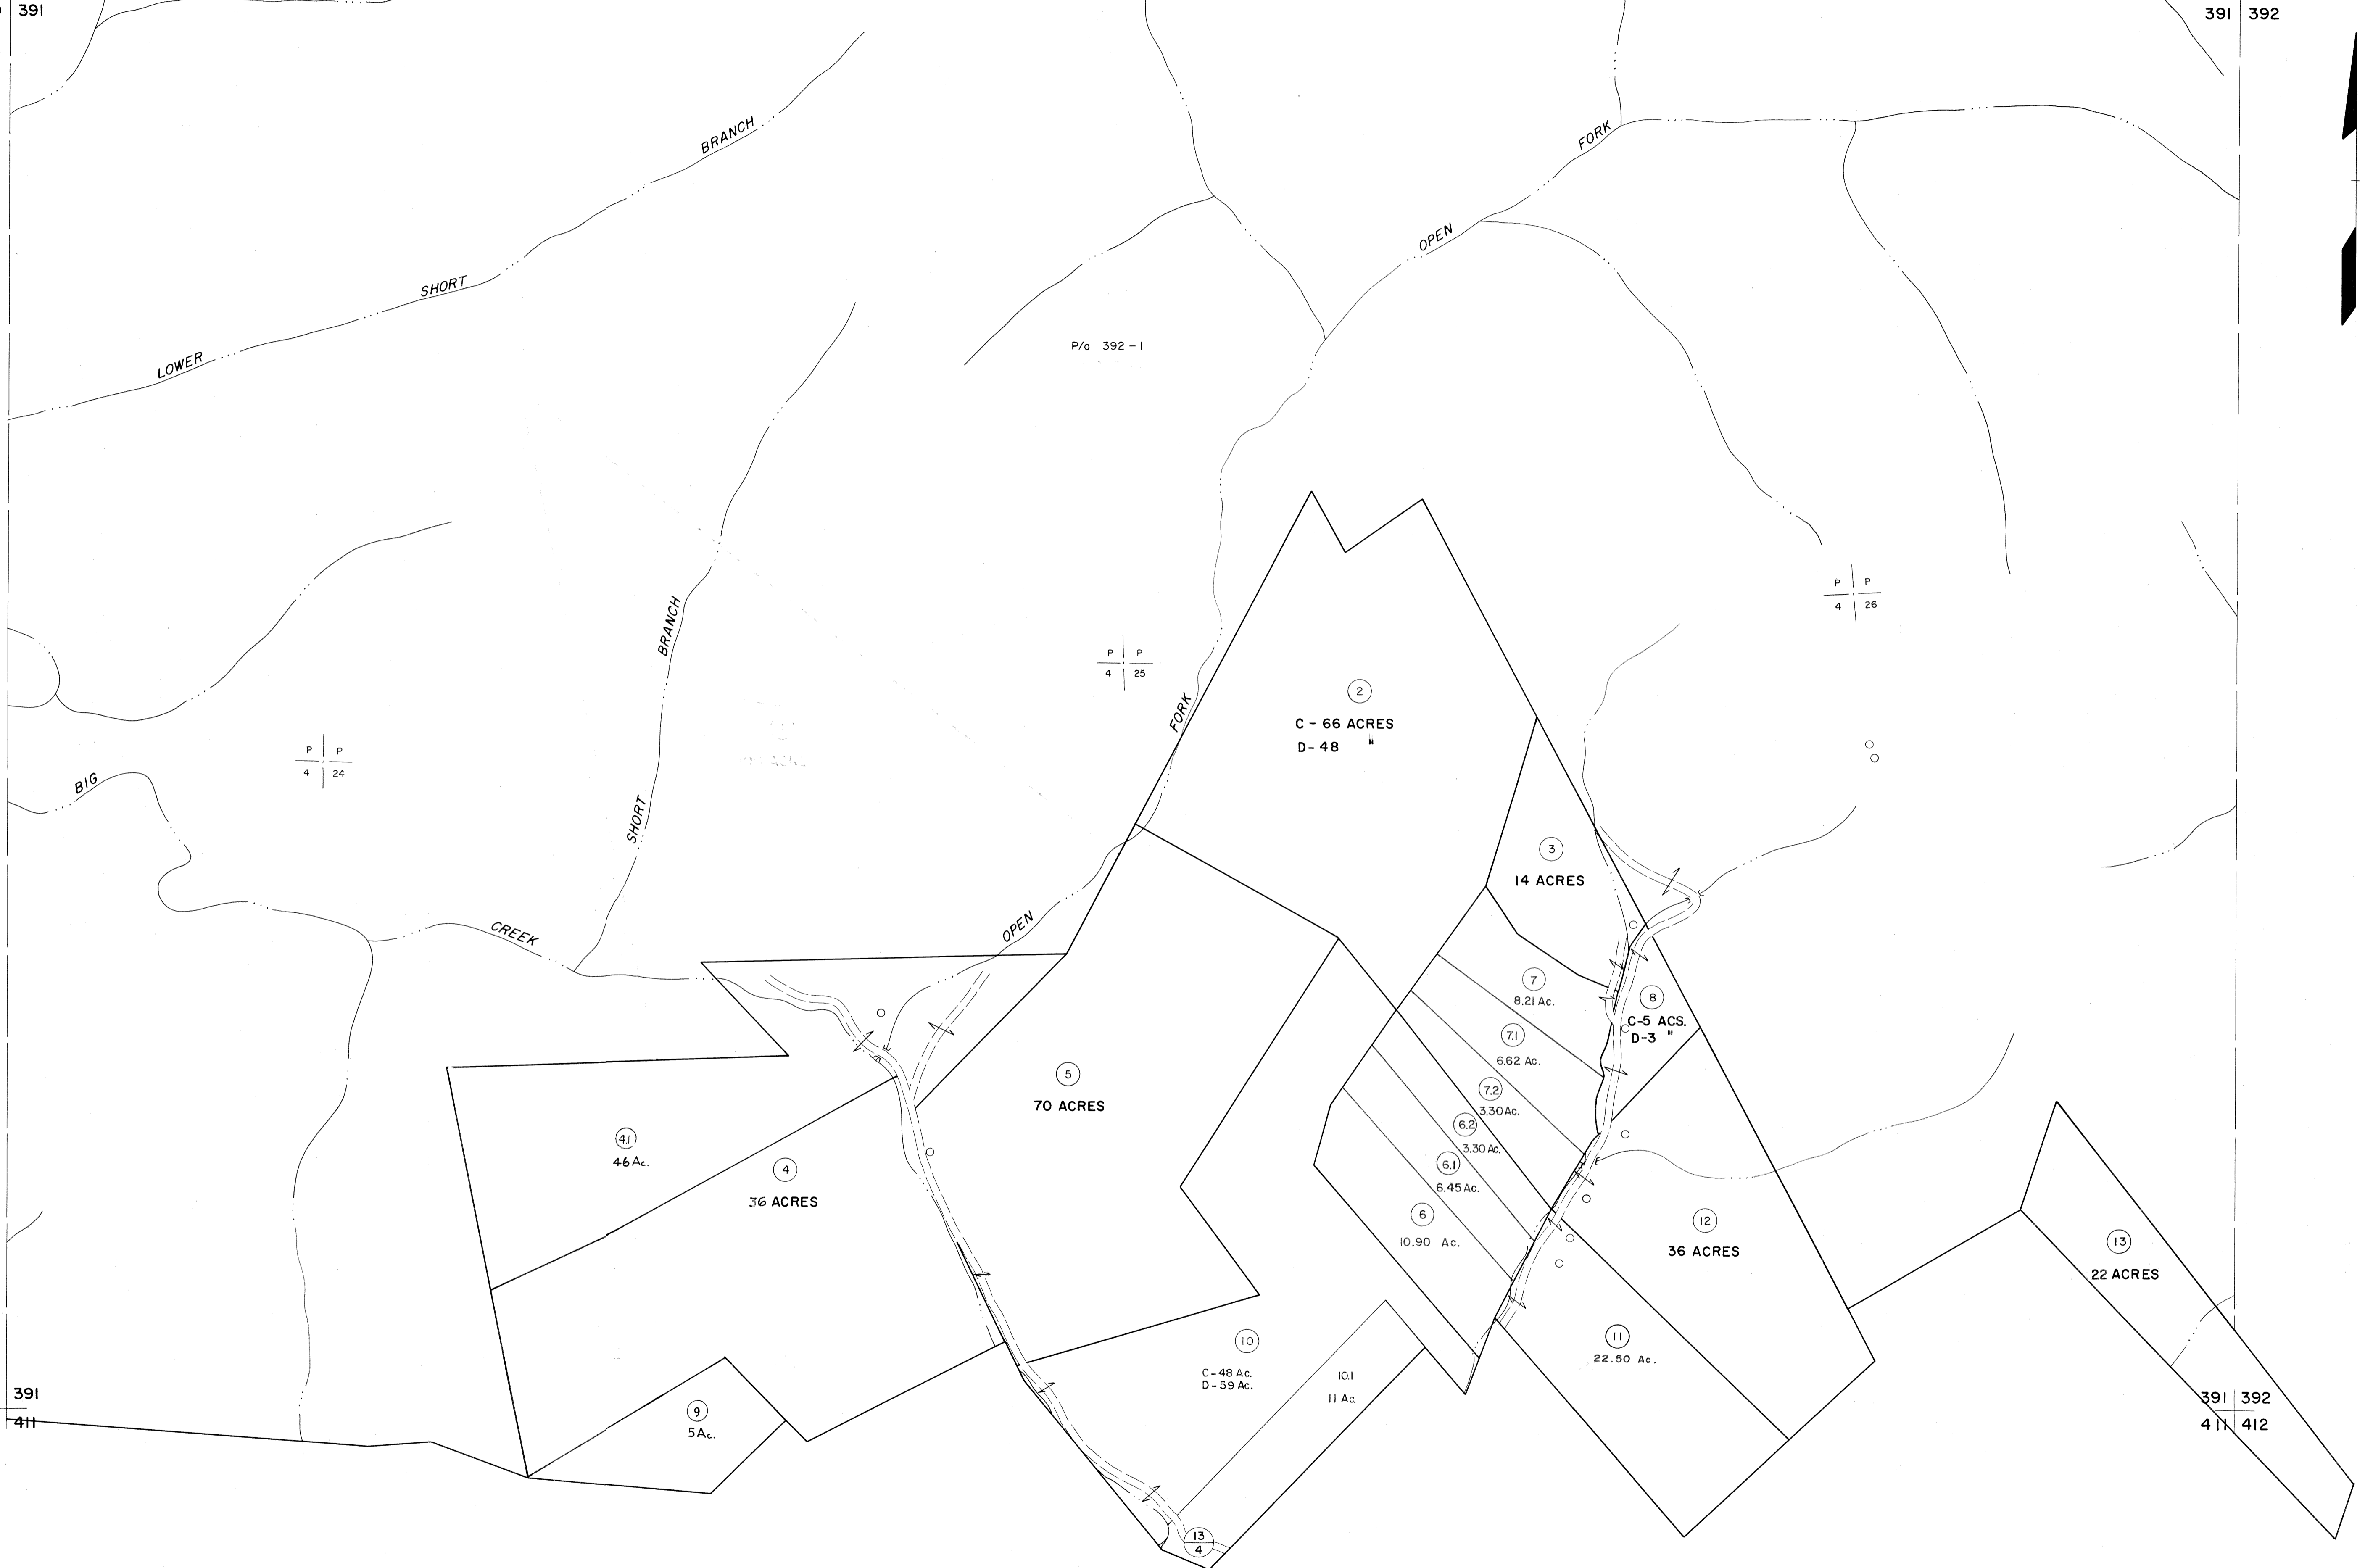 391
391 392
BRANCH
FORK
OPEN
SHORT
P/o 392-1
LOWER
P P
4 26
BRANCH
P P
4 25
2
C - 66 ACRES
D- 48 "
FORK
P P
4 24
BIG
SHORT
3
14 ACRES
OPEN
CREEK
7
8.21 Ac.
8
C-5 ACS.
D-3 "
7.1
6.62 Ac.
5
70 ACRES
7.2
3.30 Ac.
6.2
3.30 Ac.
4.1
46 Ac.
6.1
6.45 Ac.
4
36 ACRES
6
10.90 Ac.
12
36 ACRES
13
22 ACRES
11
22.50 Ac.
10
C-48 Ac.
D-59 Ac.
10.1
11 Ac.
391
411
391 392
411 412
9
5 Ac.
13
4